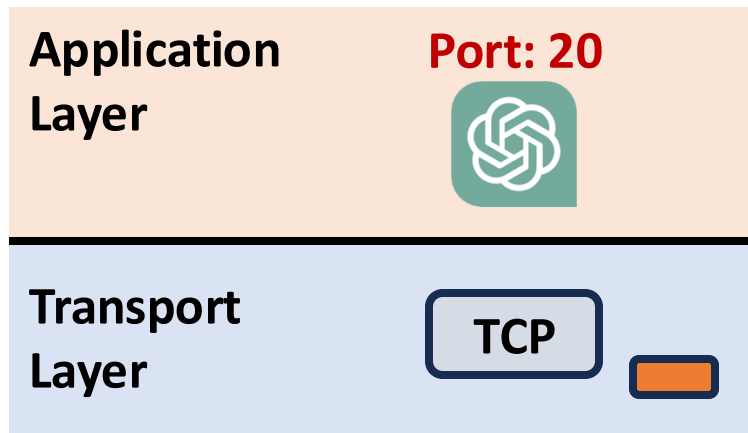 Application
Layer
Port: 20
Transport
Layer
TCP